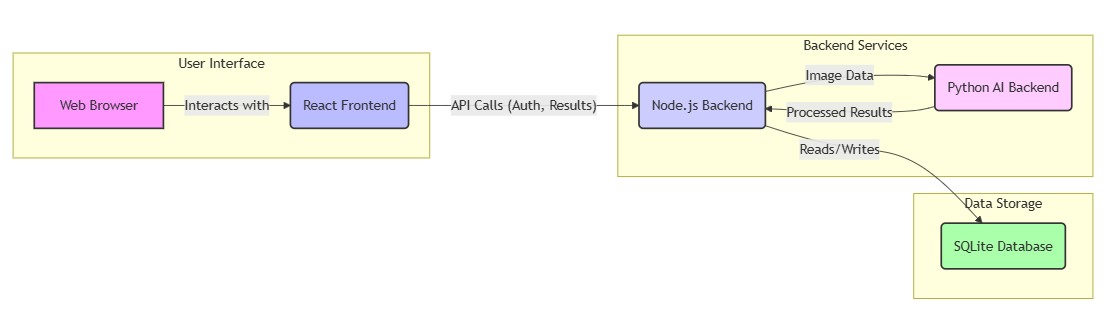 User Interface
Web Browser
Interacts with
React Frontend
API Calls (Auth, Results)
Backend Services
Node.js Backend
Image Data
Processed Results
Reads/Writes
Python AI Backend
Data Storage
SQLite Database